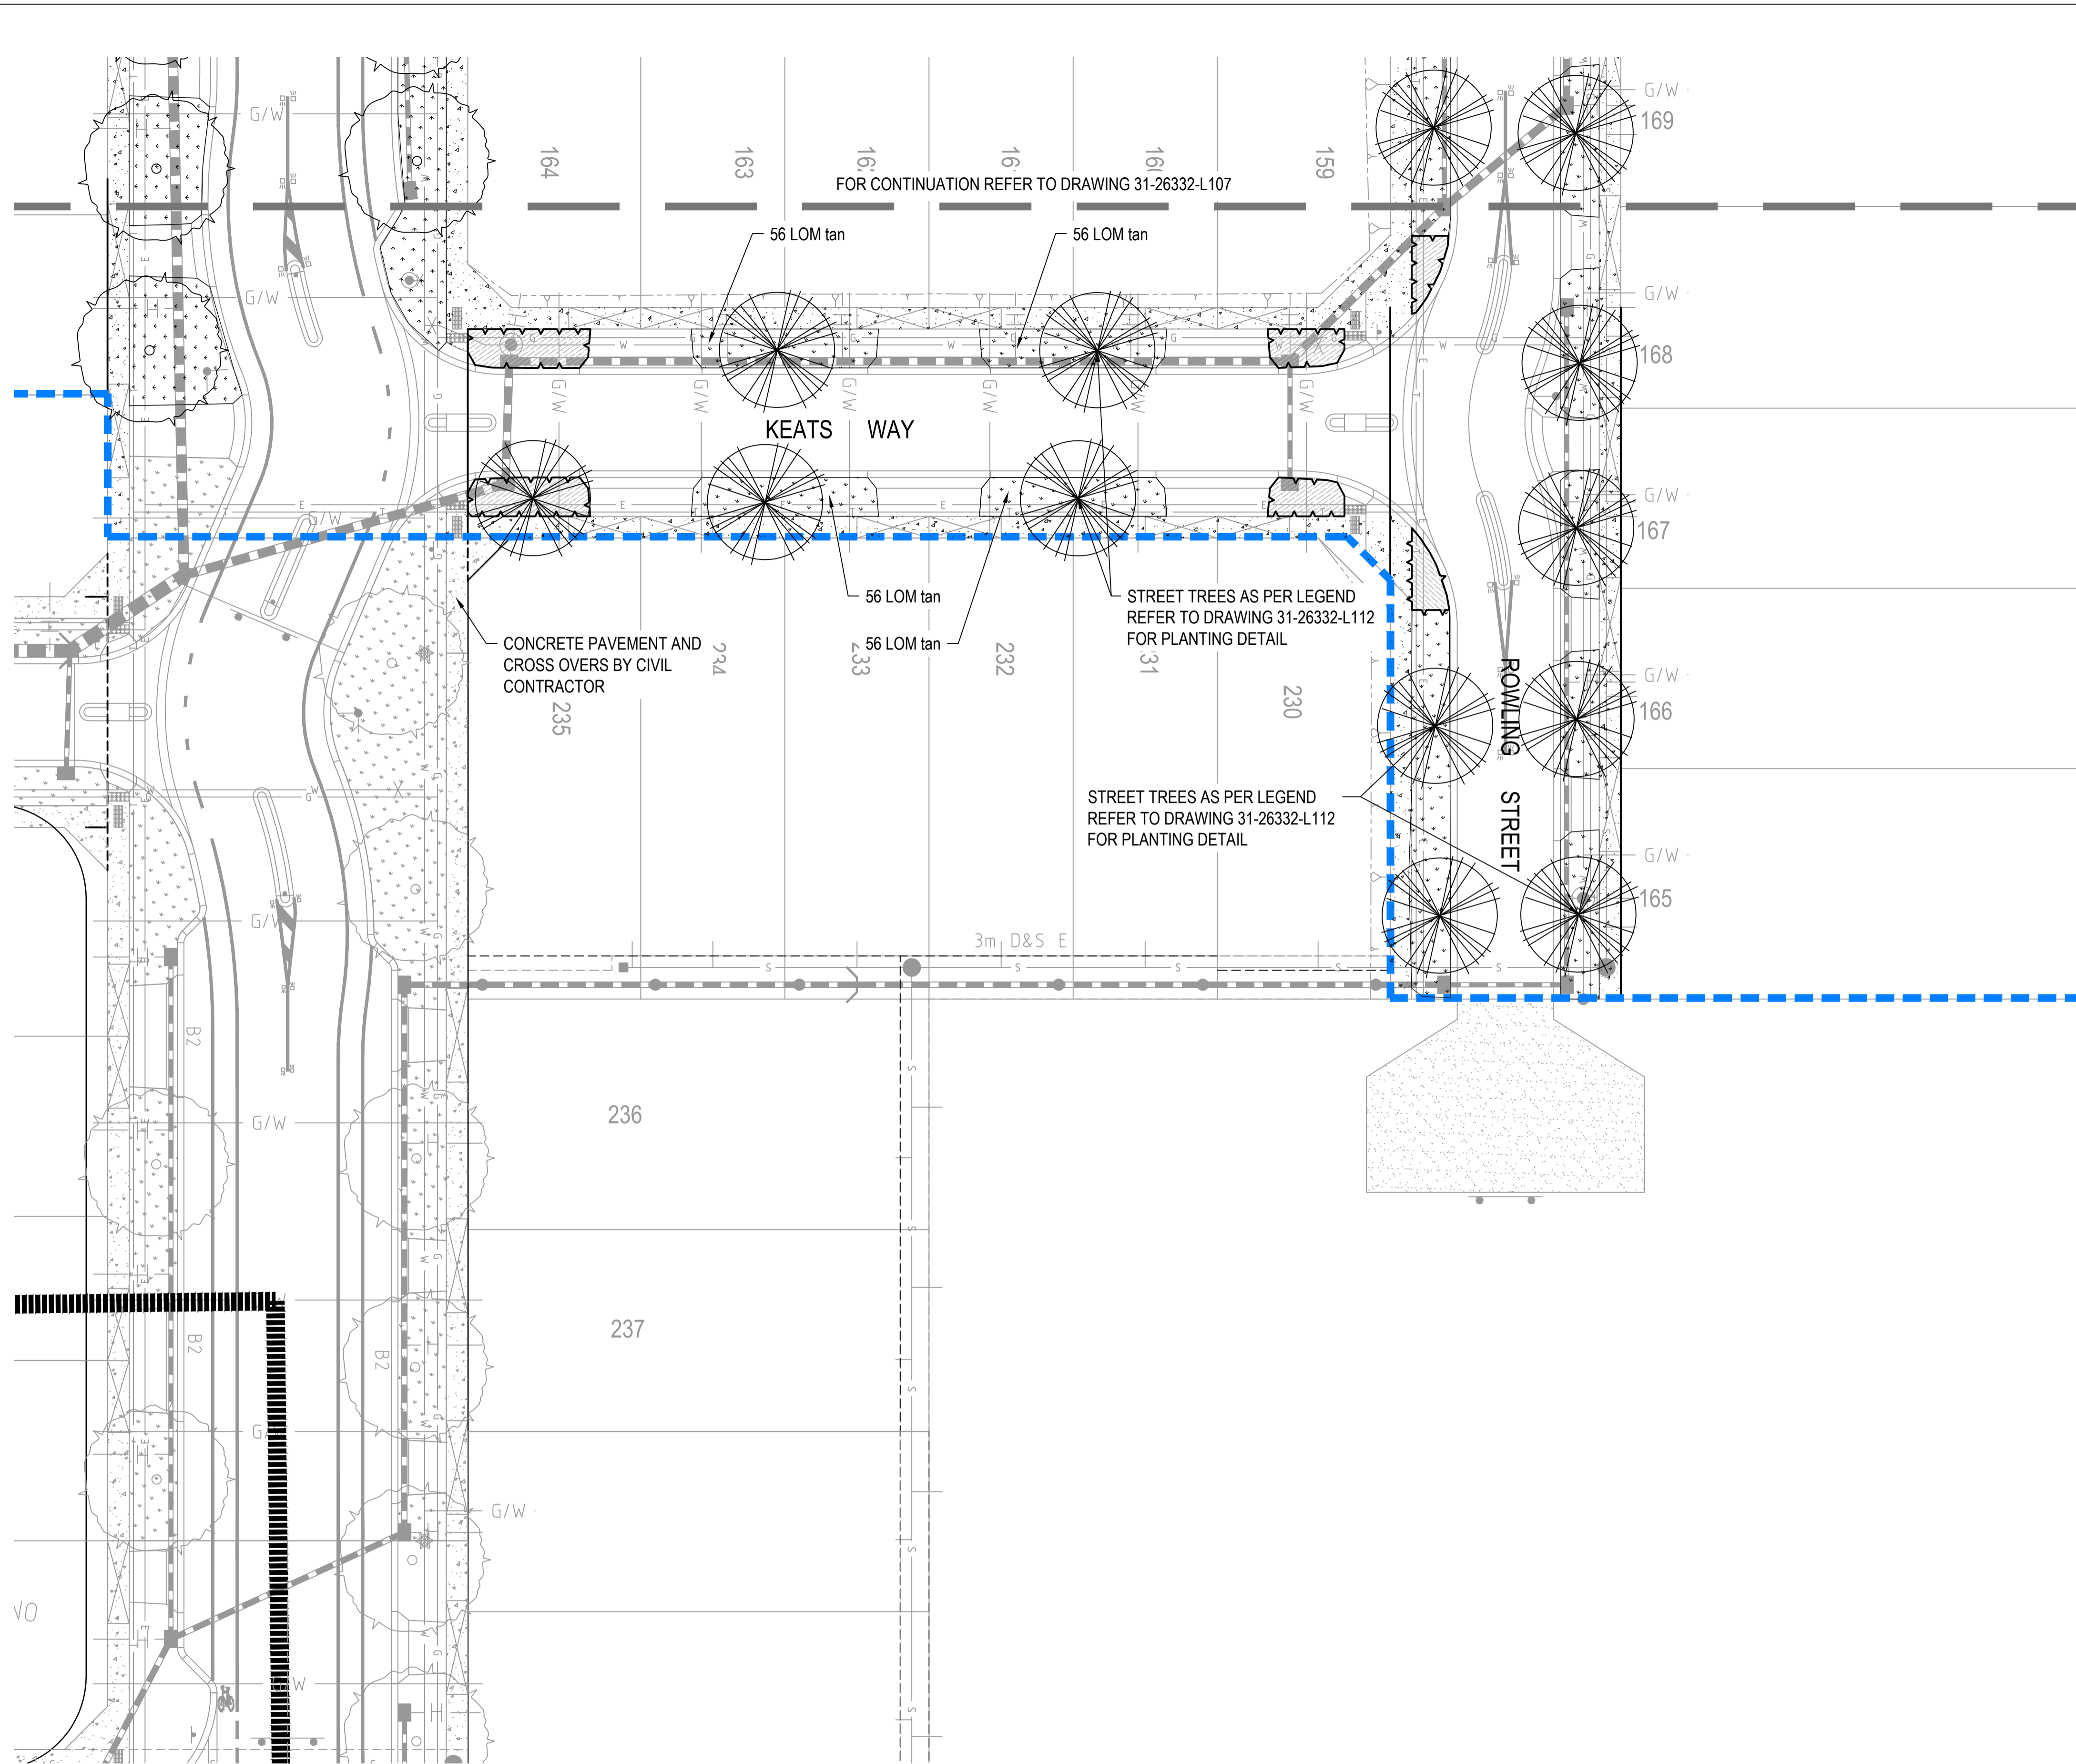 G/W
169
164
163
159
FOR CONTINUATION REFER TO DRAWING 31-26332-L107
56 LOM tan
56 LOM tan
G/W
G/W
168
G/W
G/W
G/W
G/W
G/W
G/W
KEATS WAY
G/W
167
G/W
56 LOM tan
56 LOM tan
STREET TREES AS PER LEGEND
REFER TO DRAWING 31-26332-L112
FOR PLANTING DETAIL
CONCRETE PAVEMENT AND
CROSS OVERS BY CIVIL
CONTRACTOR
234
233
232
31
230
235
G/W
166
ROWLING STREET
STREET TREES AS PER LEGEND
REFER TO DRAWING 31-26332-L112
FOR PLANTING DETAIL
G/W
165
3m D&S E
B2
G/W
236
B2
B2
237
G/W